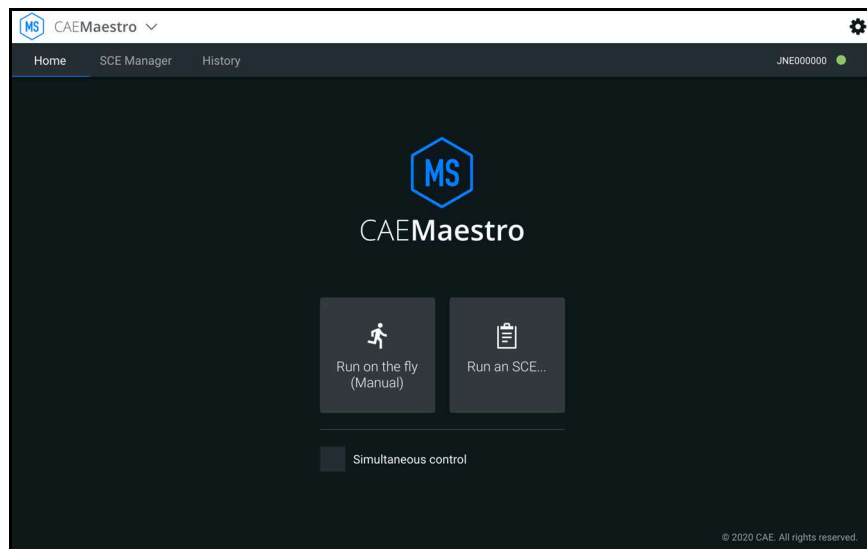 MS CAEMaestro
Home SCE Manager History JNE000000
MS
CAEMaestro
Run on the fly
(Manual)
Run an SCE...
Simultaneous control
© 2020 CAE. All rights reserved.